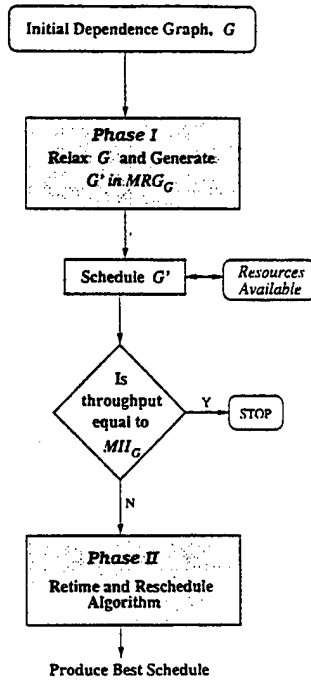 Initial Dependence Graph, G
Phase I
Relax G and Generate
G' in MRG_G
Schedule G'
Resources
Available
Is
throughput
equal to
MII_G
Y
STOP
N
Phase II
Retime and Reschedule
Algorithm
Produce Best Schedule